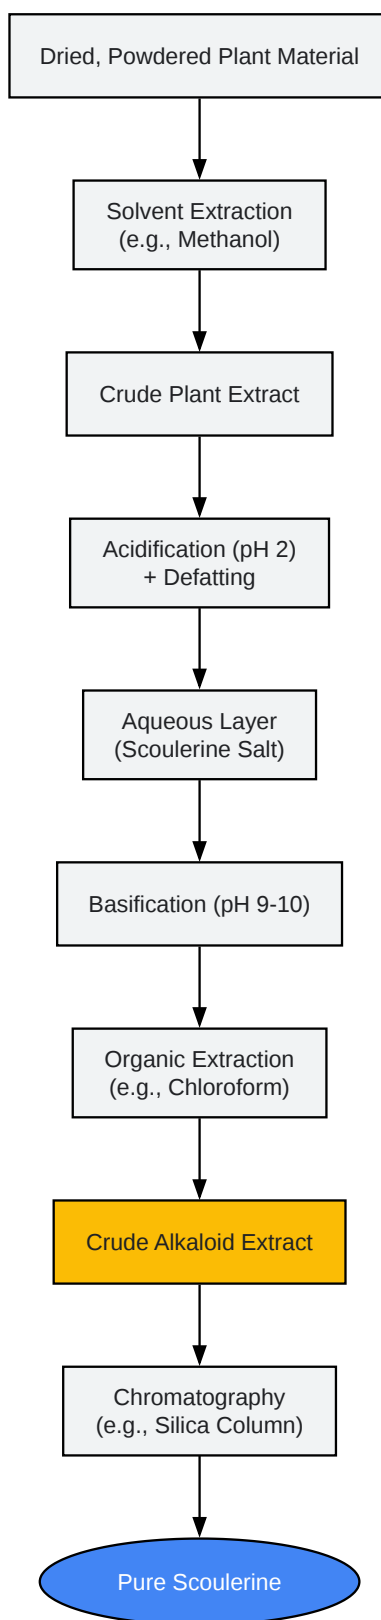 Dried, Powdered Plant Material
Solvent Extraction
(e.g., Methanol)
Crude Plant Extract
Acidification (pH 2)
+ Defatting
Aqueous Layer
(Scoulerine Salt)
Basification (pH 9-10)
Organic Extraction
(e.g., Chloroform)
Crude Alkaloid Extract
Chromatography
(e.g., Silica Column)
Pure Scoulerine